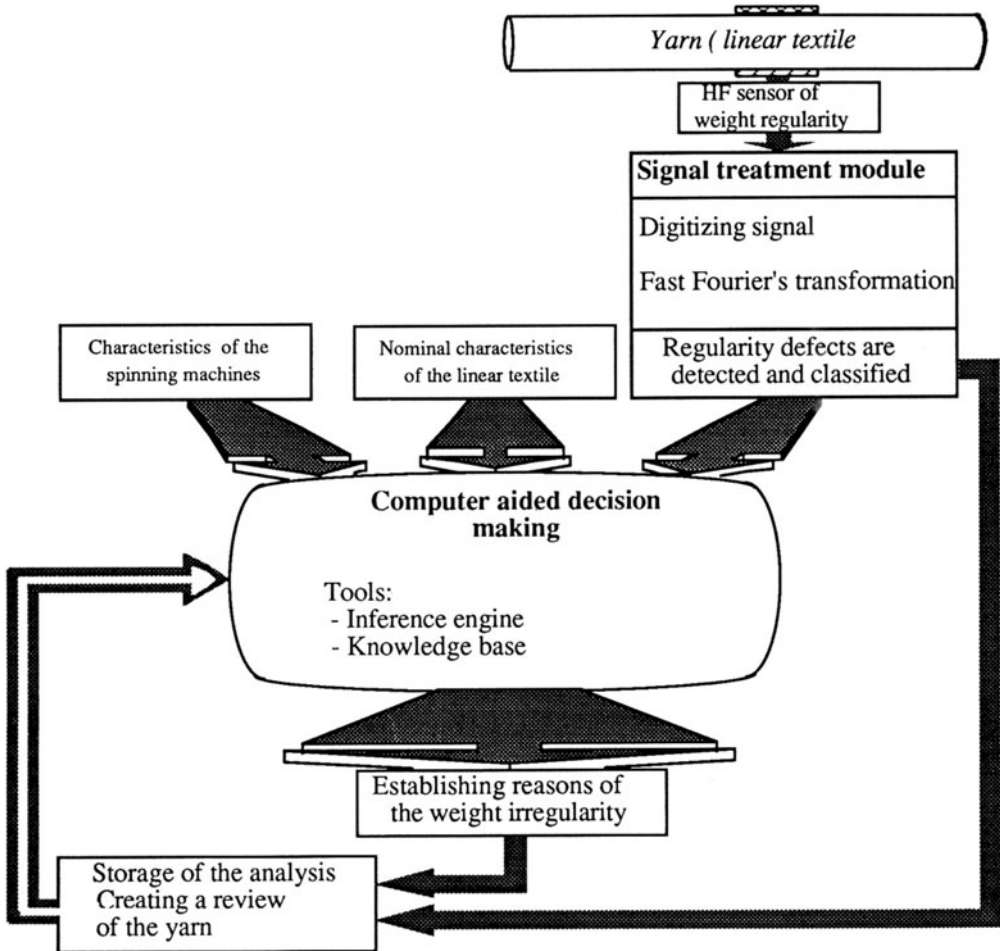 Yarn ( linear textile
HF sensor of
weight regularity
Signal treatment module
Digitizing signal
Fast Fourier's transformation
Regularity defects are
detected and classified
Characteristics of the
spinning machines
Nominal characteristics
of the linear textile
Computer aided decision
making
Tools:
- Inference engine
- Knowledge base
Establishing reasons of
the weight irregularity
Storage of the analysis
Creating a review
of the yarn